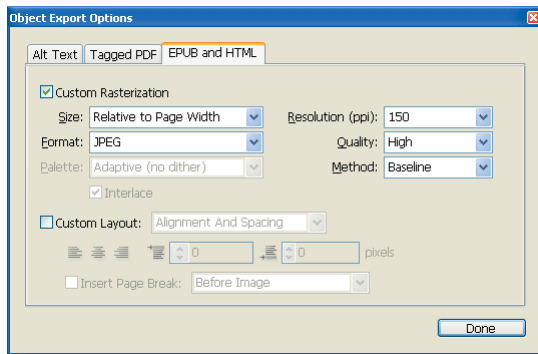 Object Export Options
Alt Text Tagged PDF EPUB and HTML
Custom Rasterization
Size: Relative to Page Width Resolution (ppi): 150
Format: JPEG Quality: High
Palette: Adaptive (no dither) Method: Baseline
Interlace
Custom Layout: Alignment And Spacing
0 0 pixels
Insert Page Break: Before Image
Done